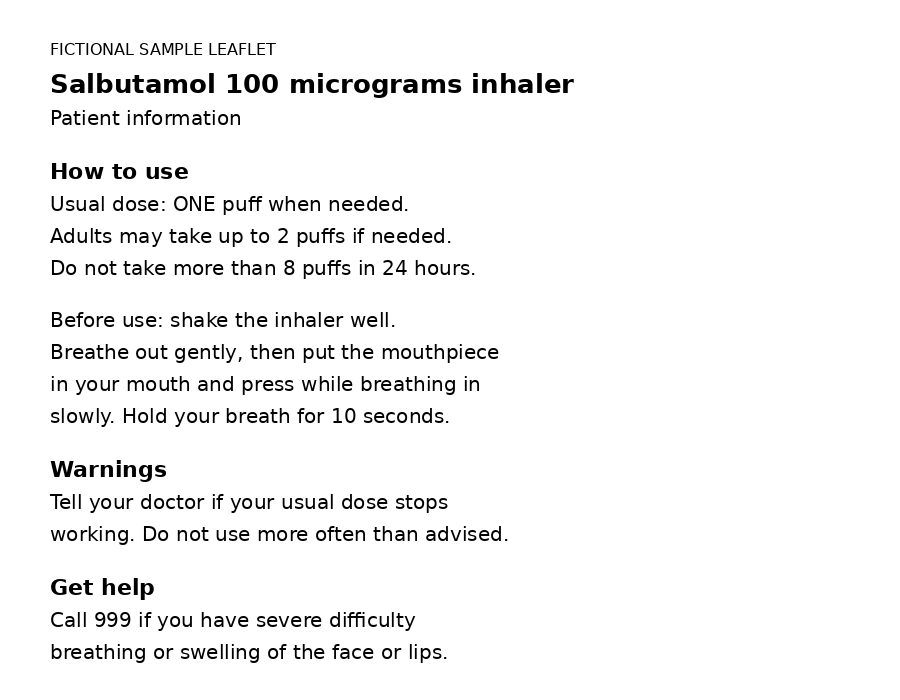 FICTIONAL SAMPLE LEAFLET
Salbutamol 100 micrograms inhaler
Patient information
How to use
Usual dose: ONE puff when needed.
Adults may take up to 2 puffs if needed.
Do not take more than 8 puffs in 24 hours.
Before use: shake the inhaler well.
Breathe out gently, then put the mouthpiece
in your mouth and press while breathing in
slowly. Hold your breath for 10 seconds.
Warnings
Tell your doctor if your usual dose stops
working. Do not use more often than advised.
Get help
Call 999 if you have severe difficulty
breathing or swelling of the face or lips.